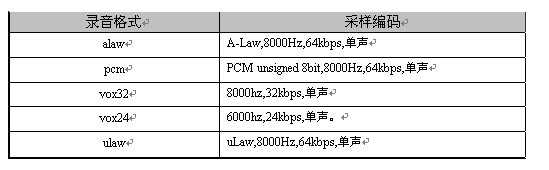 录音格式 采样编码
alaw A-Law,8000Hz,64kbps,单声
pcm PCM unsigned 8bit,8000Hz,64kbps,单声
vox32 8000hz,32kbps,单声
vox24 6000hz,24kbps,单声。
ulaw uLaw,8000Hz,64kbps,单声